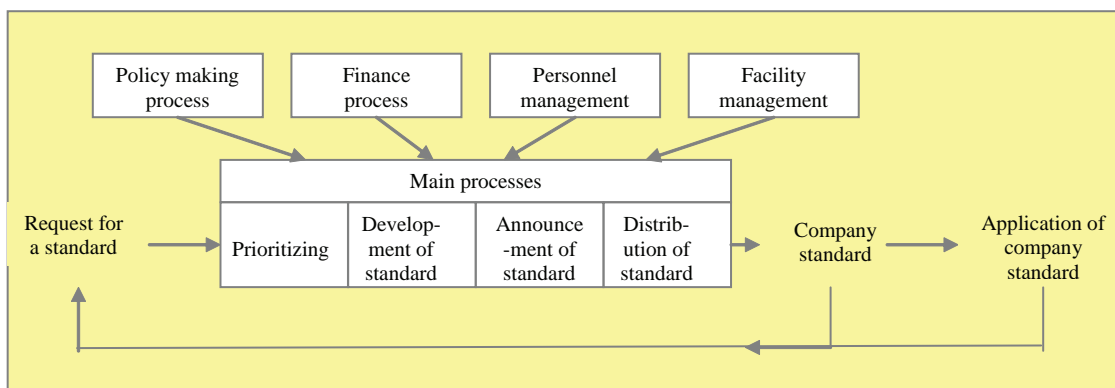 Policy making
process
Finance
process
Personnel
management
Facility
management
Main processes
Request for
a standard
Prioritizing
Develop-
ment of
standard
Announce
-ment of
standard
Distrib-
ution of
standard
Company
standard
Application of
company
standard